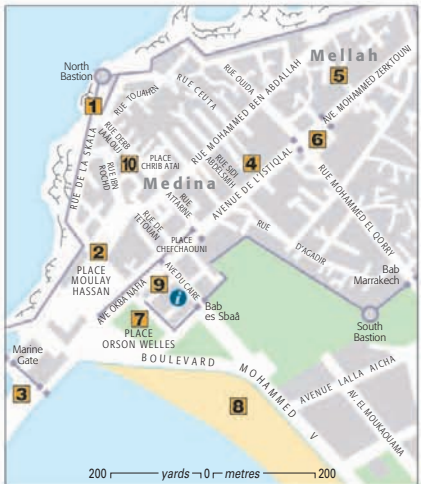 North
Bastion
Mellah
5
1
RUE TOUAHEN
RUE CEUTA
RUE OUJDA
RUE MOHAMMED BEN ABDALLAH
AVE MOHAMMED ZERKTOUNI
6
RUE DE LA SKALA
RUE DERB
LAALOUJ
10
PLACE
CHRIB ATAI
RUE IBN
ROCHD
RUE SIDI
ABDELSMIH
4
Medina
RUE
ATTARINE
AVENUE DE L'ISTIQLAL
RUE MOHAMMED EL QORRY
RUE DE
TETOUAN
PLACE
CHEFCHAOUNI
RUE
D'AGADIR
2
PLACE
MOULAY
HASSAN
9
AVE DU CAIRE
i
AVE OKBA NAFIA
Bab
Marrakech
Bab
es Sbaâ
7
PLACE
ORSON WELLES
South
Bastion
Marine
Gate
BOULEVARD
MOHAMMED V
AVENUE LALLA AICHA
AV. EL MOUKAOUAMA
3
8
200 yards 0 metres 200